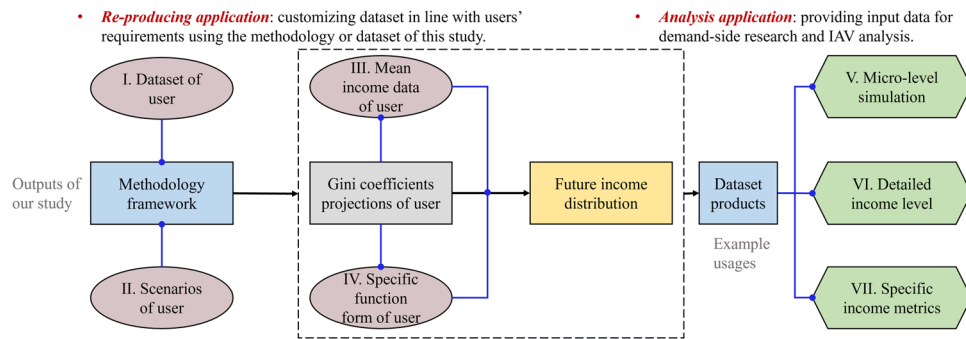 • Re-producing application: customizing dataset in line with users’
requirements using the methodology or dataset of this study.
• Analysis application: providing input data for
demand-side research and IAV analysis.
I. Dataset of
user
III. Mean
income data
of user
V. Micro-level
simulation
Outputs of
our study
Methodology
framework
Gini coefficients
projections of user
Future income
distribution
Dataset
products
VI. Detailed
income level
Example
usages
II. Scenarios
of user
IV. Specific
function
form of user
VII. Specific
income metrics